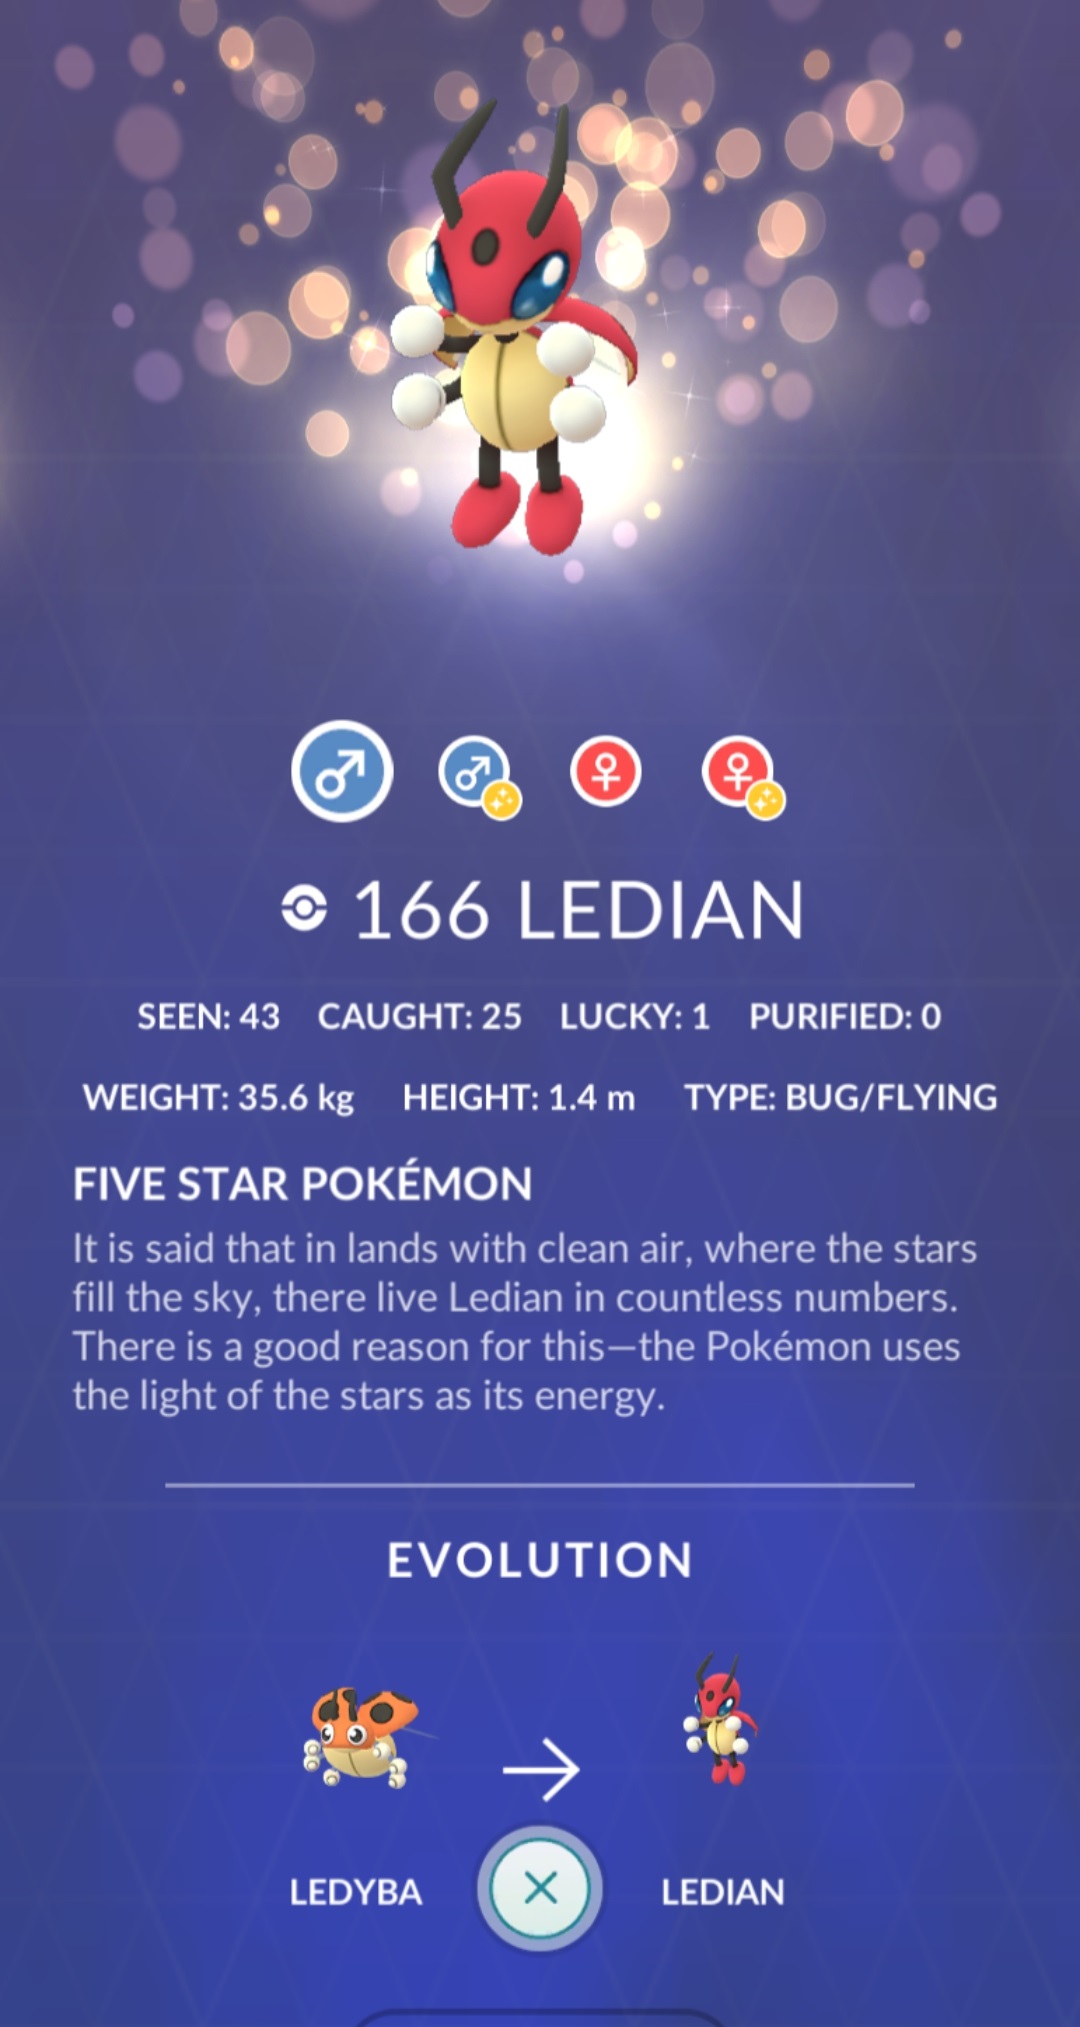 166 LEDIAN
SEEN: 43 CAUGHT: 25 LUCKY: 1 PURIFIED: 0
WEIGHT: 35.6 kg HEIGHT: 1.4 m TYPE: BUG/FLYING
FIVE STAR POKÉMON
It is said that in lands with clean air, where the stars
fill the sky, there live Ledian in countless numbers.
There is a good reason for this—the Pokémon uses
the light of the stars as its energy.
EVOLUTION
LEDYBA LEDIAN